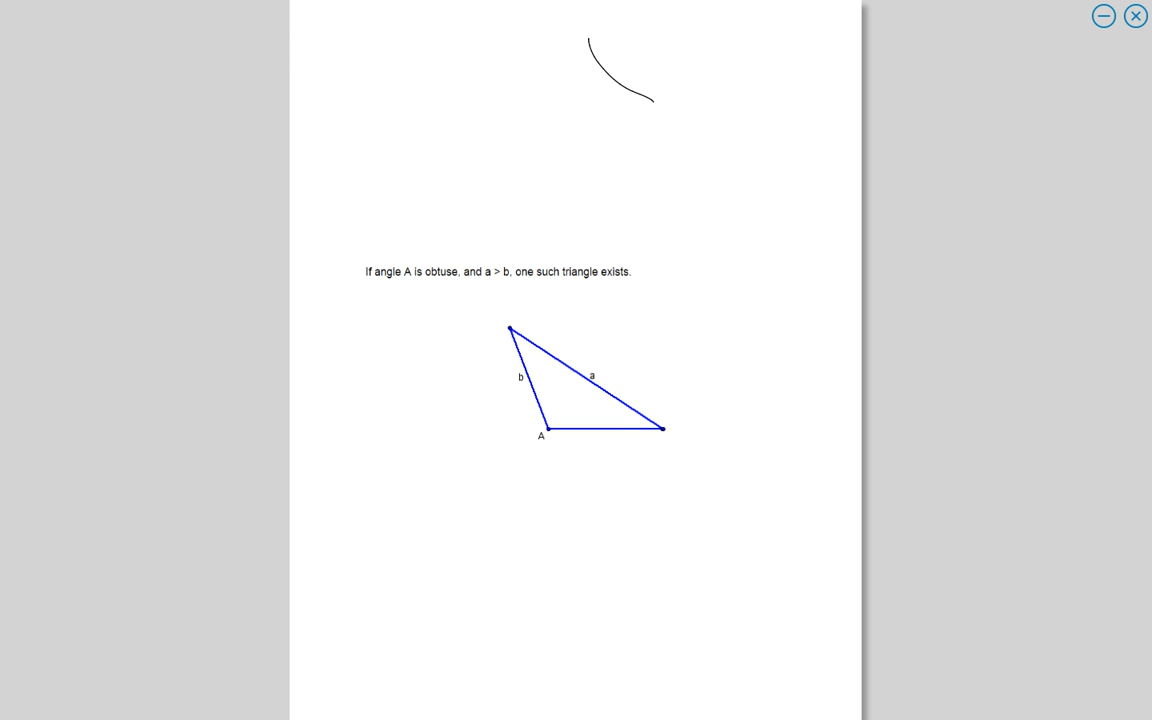 If angle A is obtuse, and a > b, one such triangle exists.
b
a
A